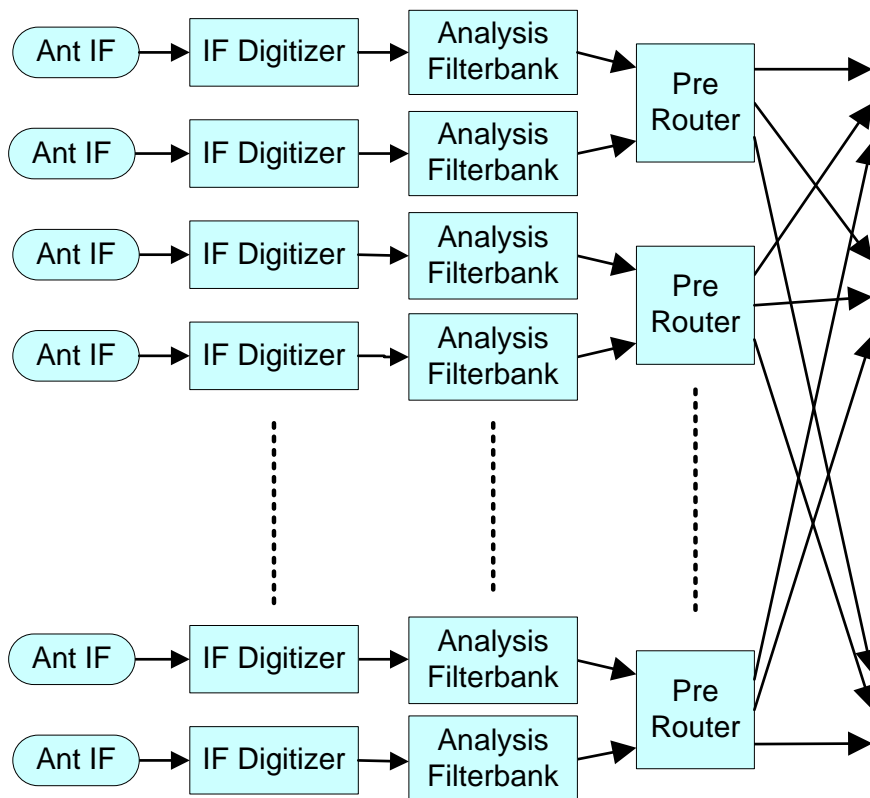 Ant IF
IF Digitizer
Analysis
Filterbank
Pre
Router
Ant IF
IF Digitizer
Analysis
Filterbank
Ant IF
IF Digitizer
Analysis
Filterbank
Pre
Router
Ant IF
IF Digitizer
Analysis
Filterbank
Ant IF
IF Digitizer
Analysis
Filterbank
Pre
Router
Ant IF
IF Digitizer
Analysis
Filterbank